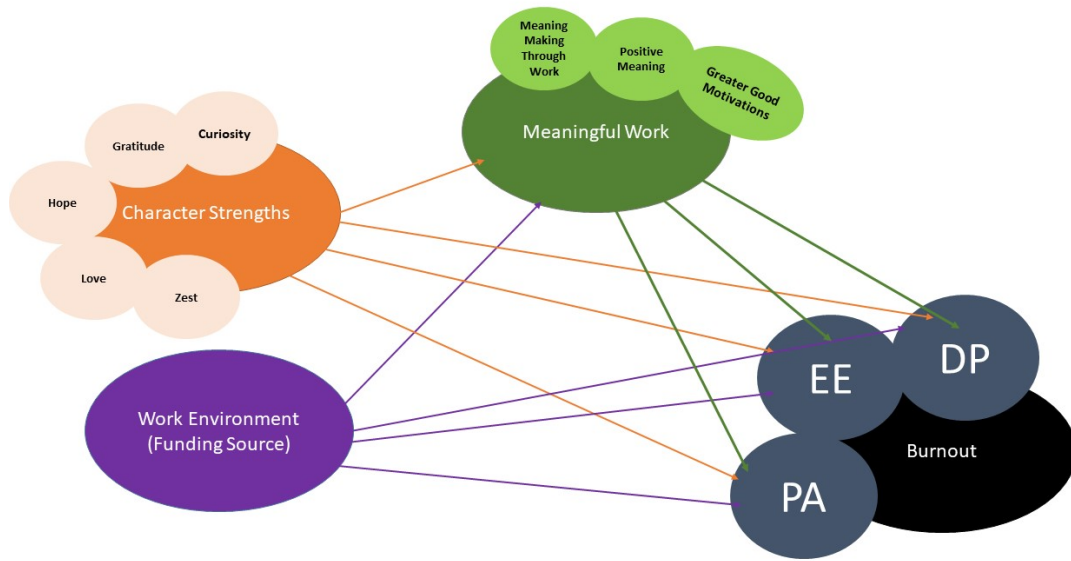 Meaning
Making
Through
Work
Positive
Meaning
Greater Good
Motivations
Meaningful Work
Curiosity
Gratitude
Hope
Character Strengths
Love
Zest
Work Environment
(Funding Source)
EE
DP
PA
Burnout